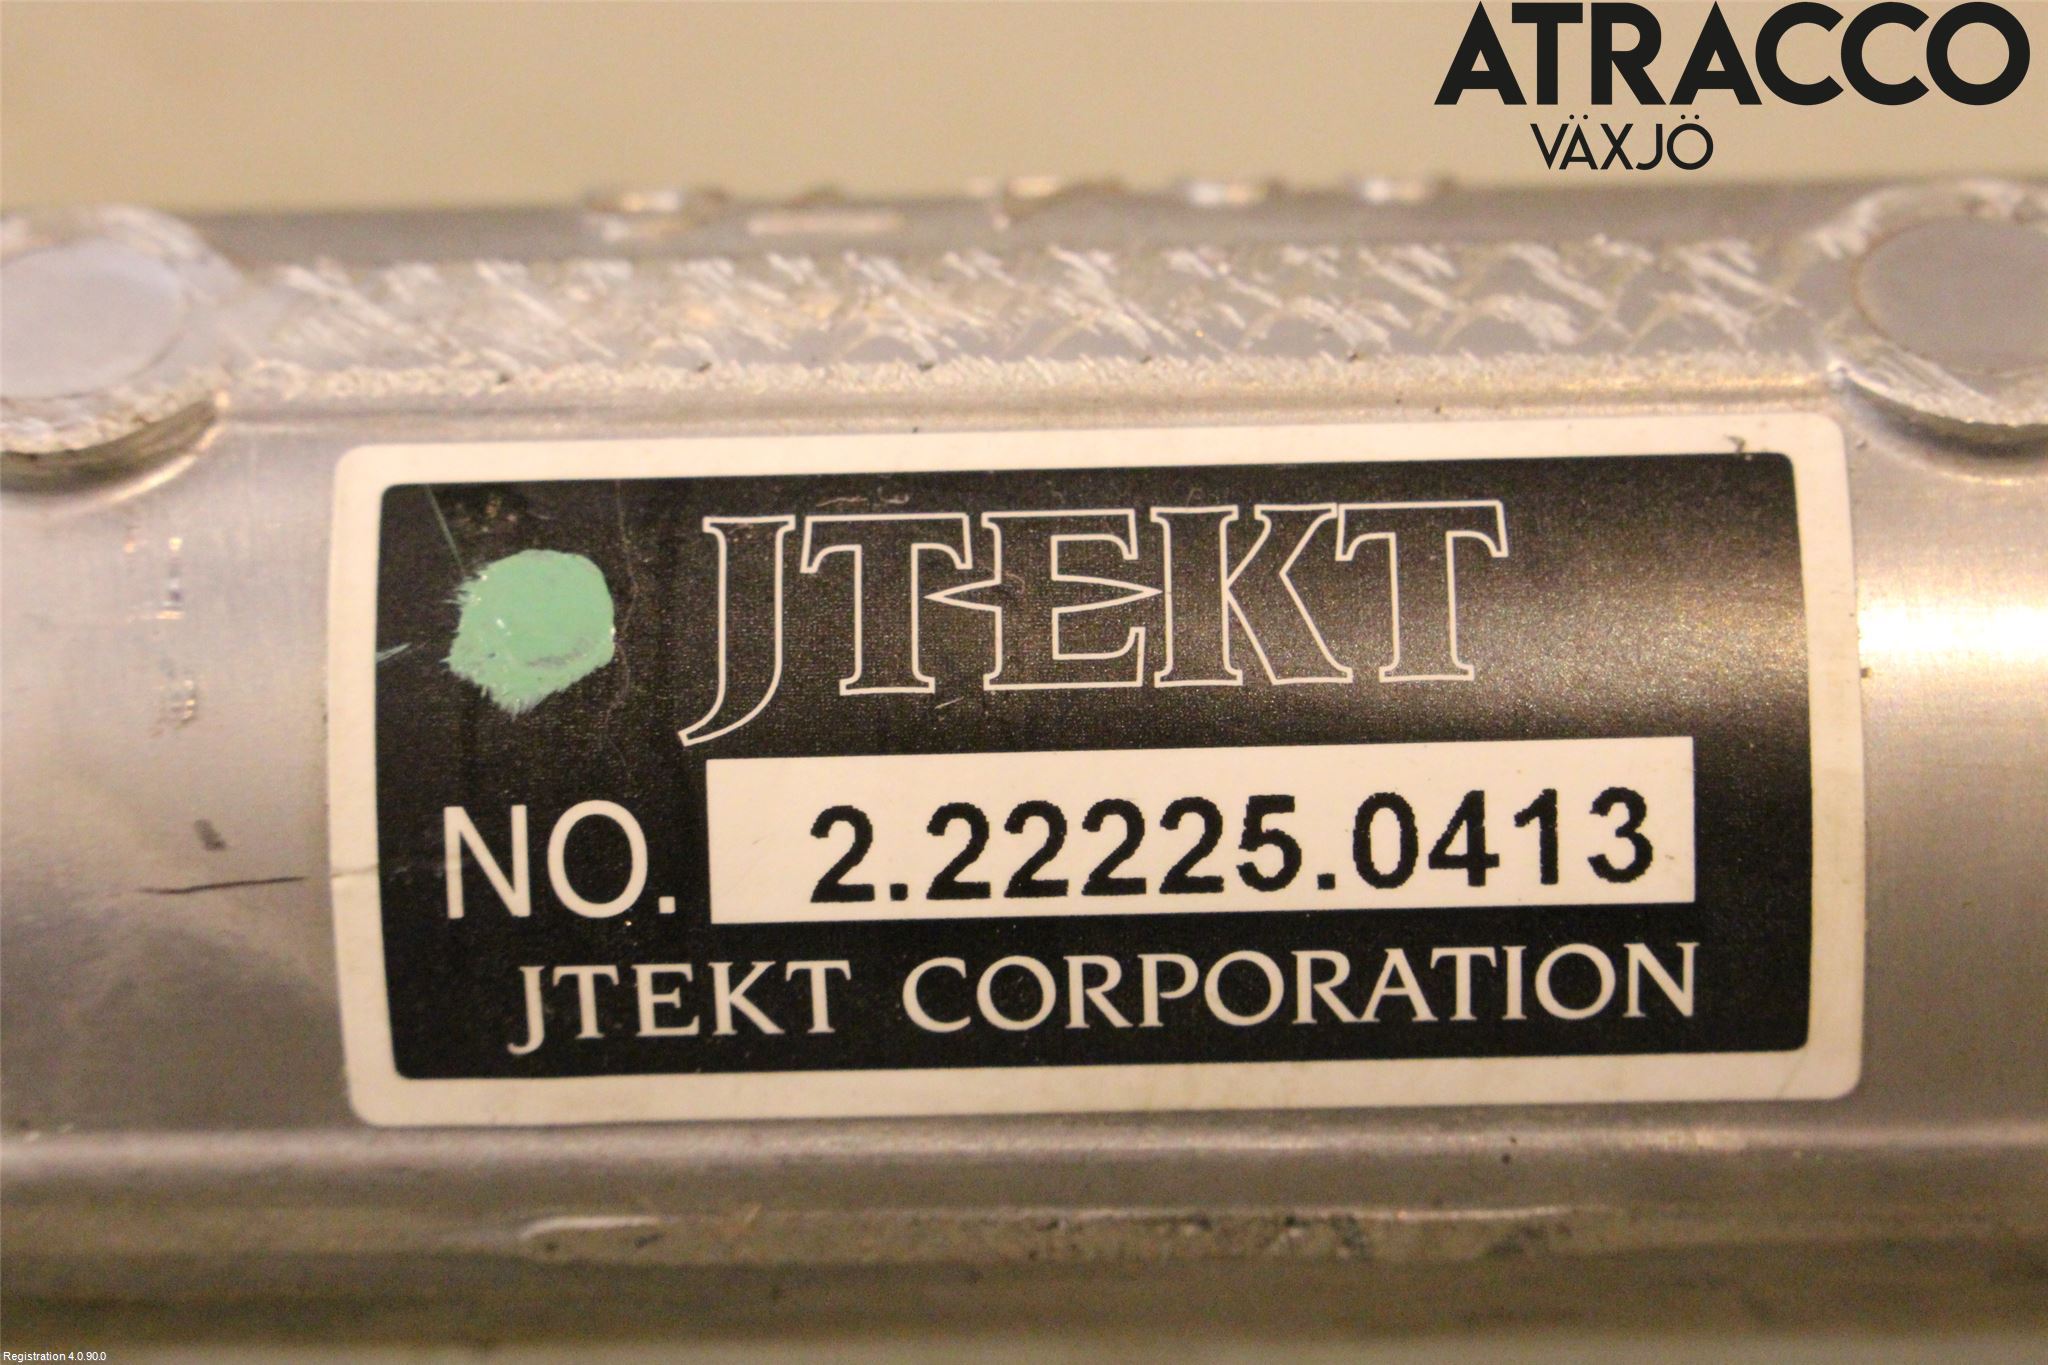 ATRACCO
VÄXJÖ
JTEKT
NO. 2.22225.0413
JTEKT CORPORATION
Registration 4.0.90.0